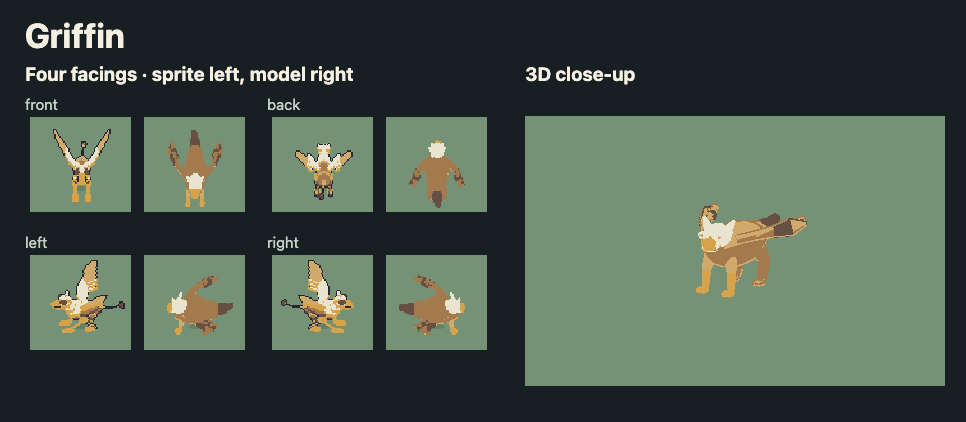 Griffin
Four facings · sprite left, model right
3D close-up
front
back
left
right